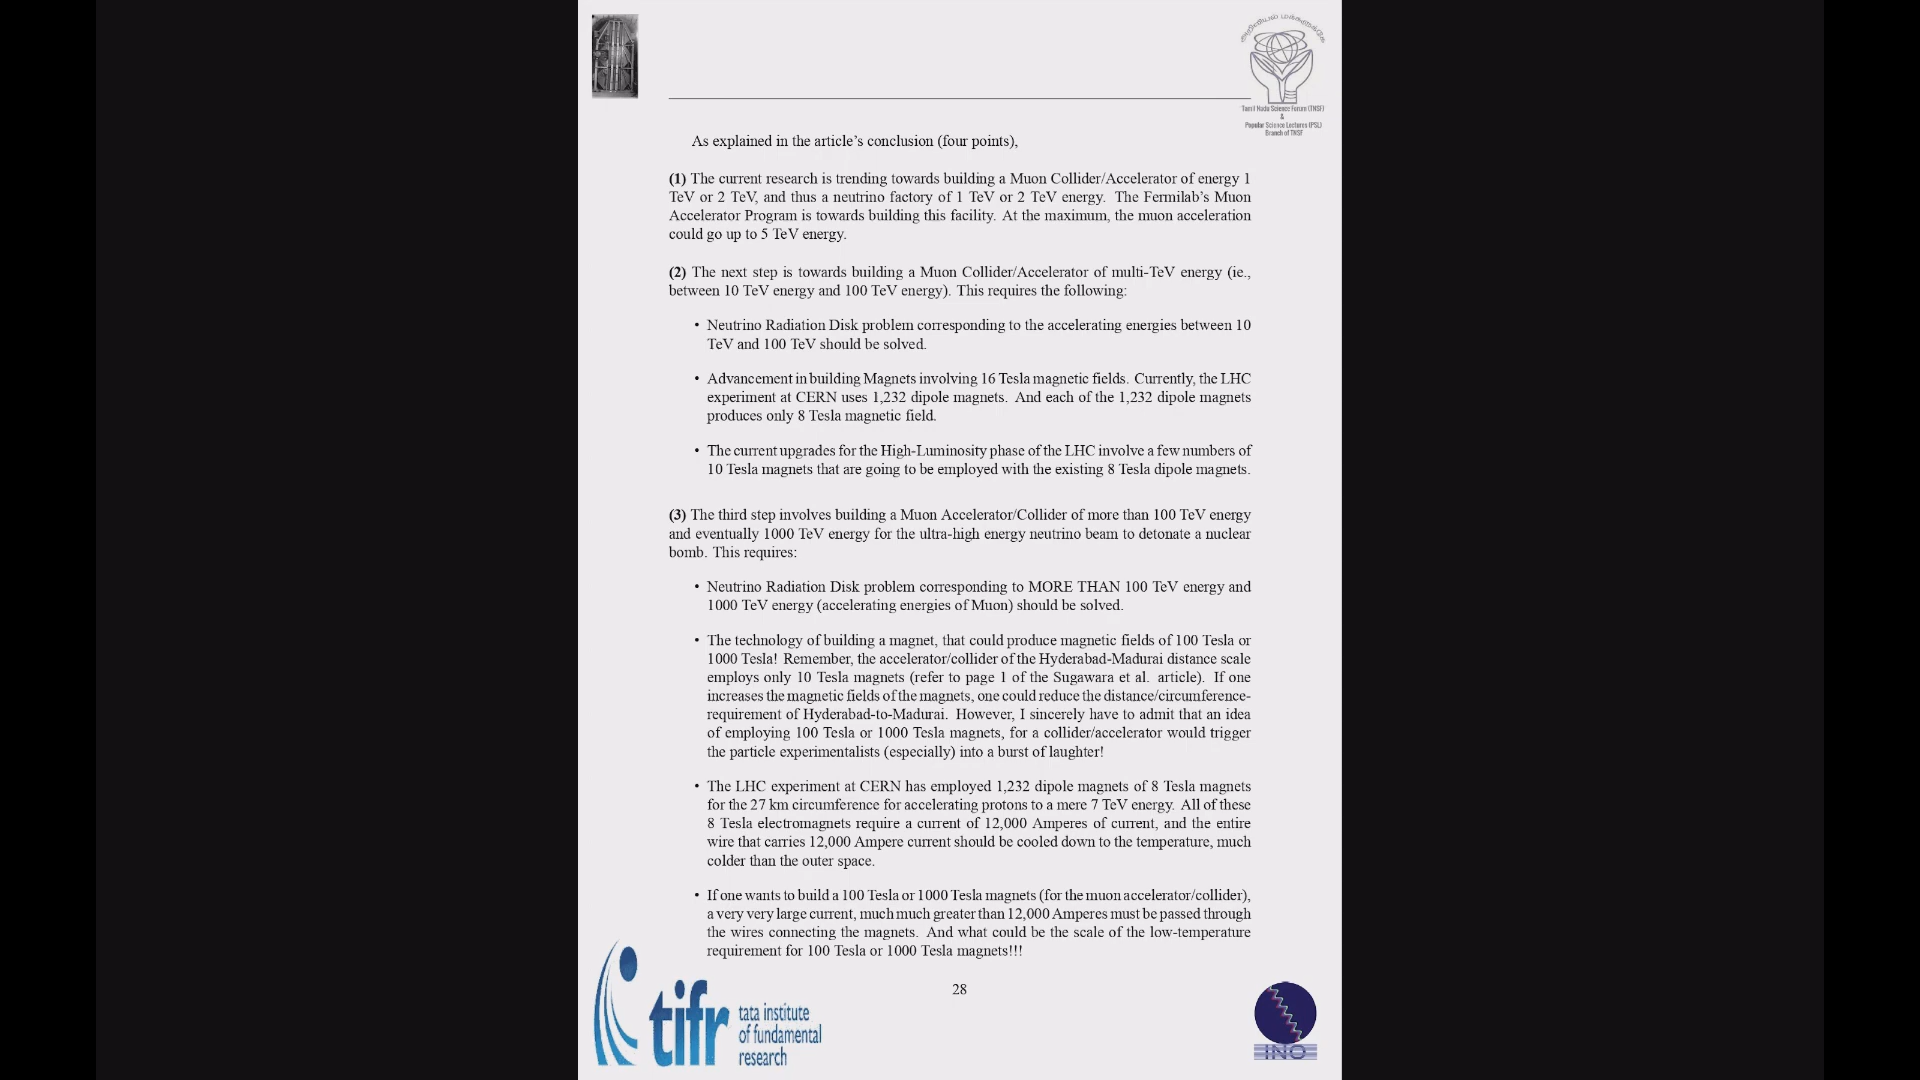 அறிவியல் மக்களுக்கே
Tamil Nadu Science Forum (TNSF)
&
Popular Science Lectures (PSL)
Branch of TNSF
As explained in the article’s conclusion (four points),
(1) The current research is trending towards building a Muon Collider/Accelerator of energy 1
TeV or 2 TeV, and thus a neutrino factory of 1 TeV or 2 TeV energy. The Fermilab’s Muon
Accelerator Program is towards building this facility. At the maximum, the muon acceleration
could go up to 5 TeV energy.
(2) The next step is towards building a Muon Collider/Accelerator of multi-TeV energy (ie.,
between 10 TeV energy and 100 TeV energy). This requires the following:
• Neutrino Radiation Disk problem corresponding to the accelerating energies between 10
TeV and 100 TeV should be solved.
• Advancement in building Magnets involving 16 Tesla magnetic fields. Currently, the LHC
experiment at CERN uses 1,232 dipole magnets. And each of the 1,232 dipole magnets
produces only 8 Tesla magnetic field.
• The current upgrades for the High-Luminosity phase of the LHC involve a few numbers of
10 Tesla magnets that are going to be employed with the existing 8 Tesla dipole magnets.
(3) The third step involves building a Muon Accelerator/Collider of more than 100 TeV energy
and eventually 1000 TeV energy for the ultra-high energy neutrino beam to detonate a nuclear
bomb. This requires:
• Neutrino Radiation Disk problem corresponding to MORE THAN 100 TeV energy and
1000 TeV energy (accelerating energies of Muon) should be solved.
• The technology of building a magnet, that could produce magnetic fields of 100 Tesla or
1000 Tesla! Remember, the accelerator/collider of the Hyderabad-Madurai distance scale
employs only 10 Tesla magnets (refer to page 1 of the Sugawara et al. article). If one
increases the magnetic fields of the magnets, one could reduce the distance/circumference-
requirement of Hyderabad-to-Madurai. However, I sincerely have to admit that an idea
of employing 100 Tesla or 1000 Tesla magnets, for a collider/accelerator would trigger
the particle experimentalists (especially) into a burst of laughter!
• The LHC experiment at CERN has employed 1,232 dipole magnets of 8 Tesla magnets
for the 27 km circumference for accelerating protons to a mere 7 TeV energy. All of these
8 Tesla electromagnets require a current of 12,000 Amperes of current, and the entire
wire that carries 12,000 Ampere current should be cooled down to the temperature, much
colder than the outer space.
• If one wants to build a 100 Tesla or 1000 Tesla magnets (for the muon accelerator/collider),
a very very large current, much much greater than 12,000 Amperes must be passed through
the wires connecting the magnets. And what could be the scale of the low-temperature
requirement for 100 Tesla or 1000 Tesla magnets!!!
28
tifr
tata institute
of fundamental
research
INO